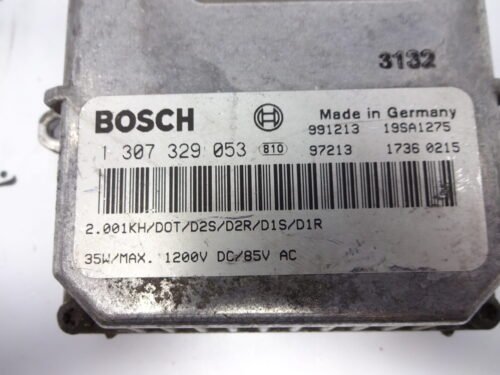 3132
BOSCH Made in Germany
991213 19SA1275
1 307 329 053 810 97213 1736 0215
2.001KH/DOT/D2S/D2R/D1S/D1R
35W/MAX. 1200V DC/85V AC